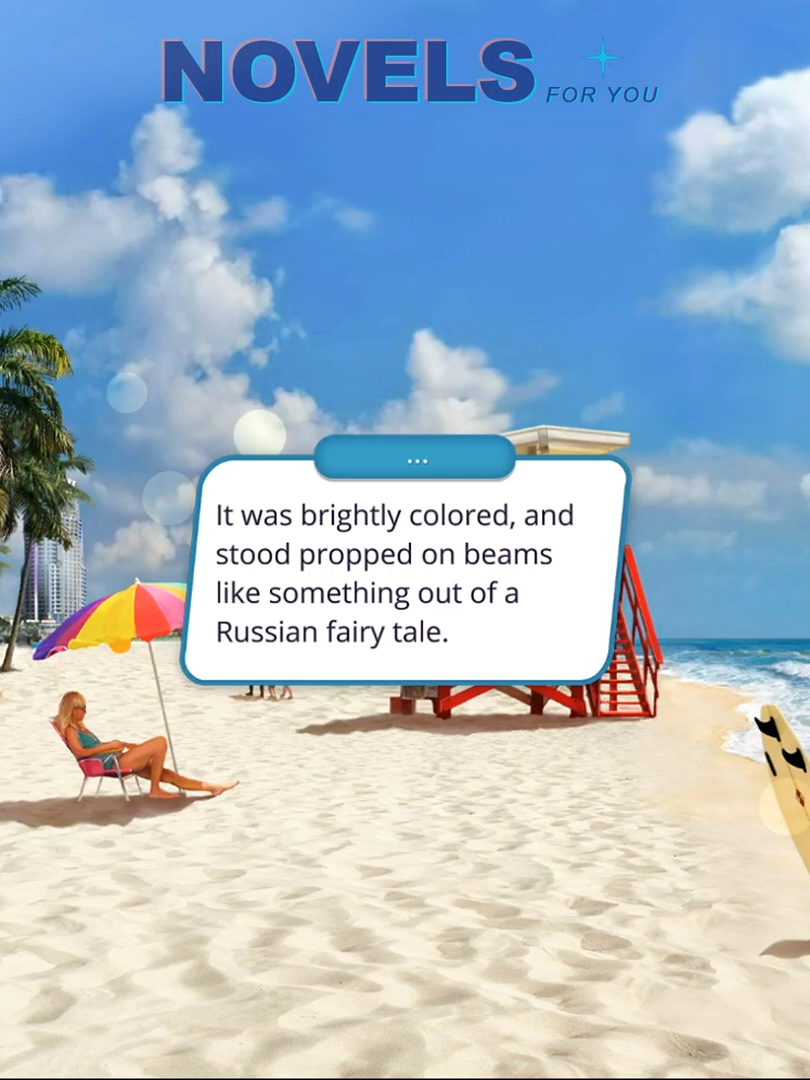 NOVELS
FOR YOU
...
It was brightly colored, and
stood propped on beams
like something out of a
Russian fairy tale.